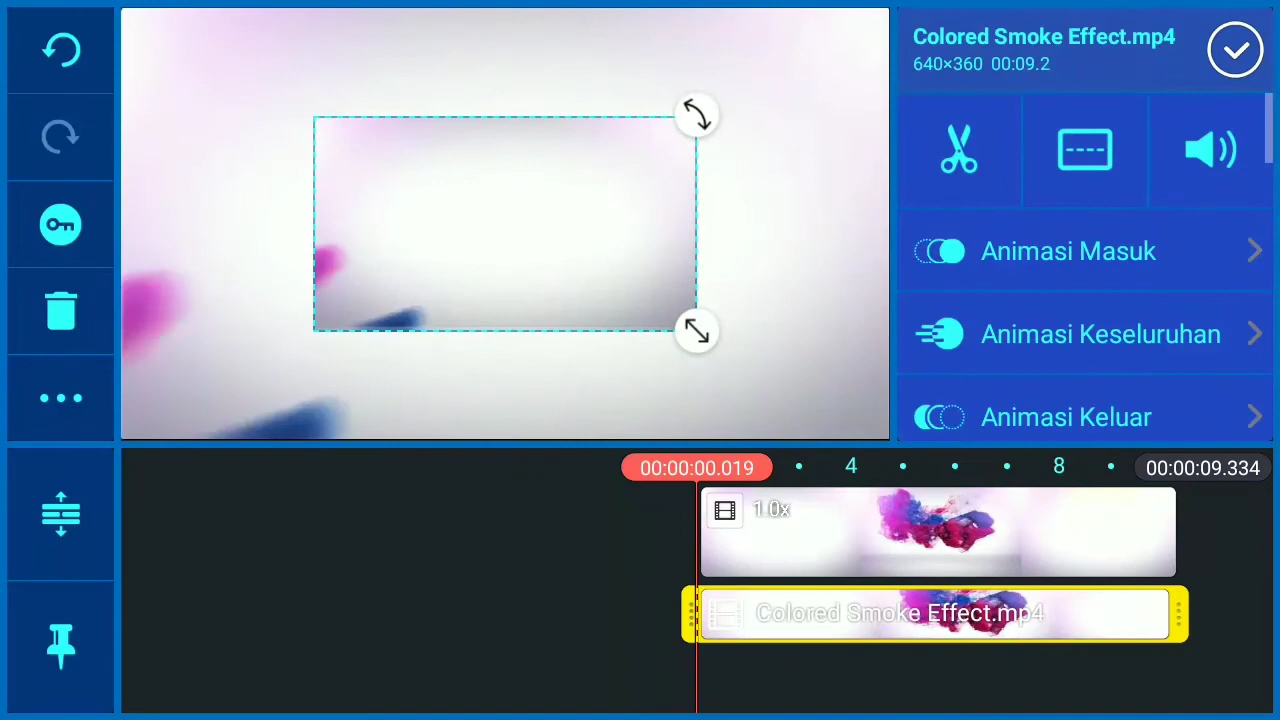 Colored Smoke Effect.mp4
640×360 00:09.2
Animasi Masuk
Animasi Keseluruhan
Animasi Keluar
00:00:00.019
4
8
00:00:09.334
1.0x
Colored Smoke Effect.mp4